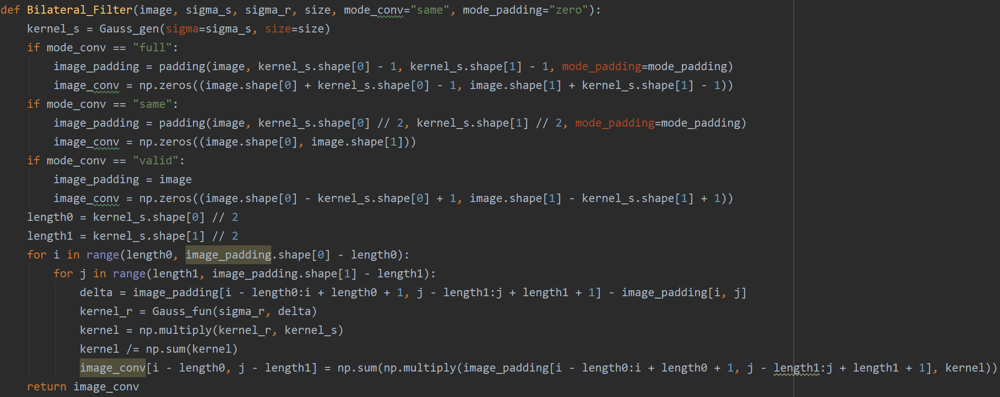 def Bilateral_Filter(image, sigma_s, sigma_r, size, mode_conv="same", mode_padding="zero"):
    kernel_s = Gauss_gen(sigma=sigma_s, size=size)
    if mode_conv == "full":
        image_padding = padding(image, kernel_s.shape[0] - 1, kernel_s.shape[1] - 1, mode_padding=mode_padding)
        image_conv = np.zeros((image.shape[0] + kernel_s.shape[0] - 1, image.shape[1] + kernel_s.shape[1] - 1))
    if mode_conv == "same":
        image_padding = padding(image, kernel_s.shape[0] // 2, kernel_s.shape[1] // 2, mode_padding=mode_padding)
        image_conv = np.zeros((image.shape[0], image.shape[1]))
    if mode_conv == "valid":
        image_padding = image
        image_conv = np.zeros((image.shape[0] - kernel_s.shape[0] + 1, image.shape[1] - kernel_s.shape[1] + 1))
    length0 = kernel_s.shape[0] // 2
    length1 = kernel_s.shape[1] // 2
    for i in range(length0, image_padding.shape[0] - length0):
        for j in range(length1, image_padding.shape[1] - length1):
            delta = image_padding[i - length0:i + length0 + 1, j - length1:j + length1 + 1] - image_padding[i, j]
            kernel_r = Gauss_fun(sigma_r, delta)
            kernel = np.multiply(kernel_r, kernel_s)
            kernel /= np.sum(kernel)
            image_conv[i - length0, j - length1] = np.sum(np.multiply(image_padding[i - length0:i + length0 + 1, j - length1:j + length1 + 1], kernel))
    return image_conv